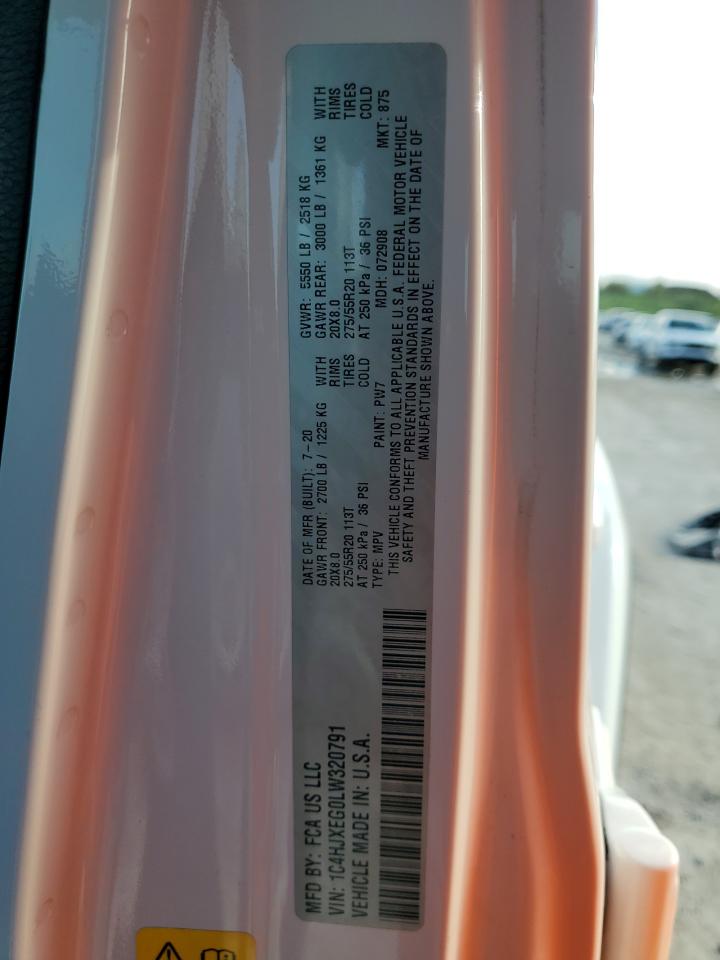 MFD BY: FCA US LLC
VIN: 1C4HJXEG0LW320791
VEHICLE MADE IN: U.S.A.
DATE OF MFR (BUILT): 7-20
GVWR: 5550 LB / 2518 KG
GAWR FRONT: 2700 LB / 1225 KG WITH
20X8.0 RIMS
275/55R20 113T TIRES
AT 250 kPa / 36 PSI COLD
GAWR REAR: 3000 LB / 1361 KG WITH
20X8.0 RIMS
275/55R20 113T TIRES
AT 250 kPa / 36 PSI COLD
TYPE: MPV PAINT: PW7 MDH: 072908 MKT: 875
THIS VEHICLE CONFORMS TO ALL APPLICABLE U.S.A. FEDERAL MOTOR VEHICLE
SAFETY AND THEFT PREVENTION STANDARDS IN EFFECT ON THE DATE OF
MANUFACTURE SHOWN ABOVE.